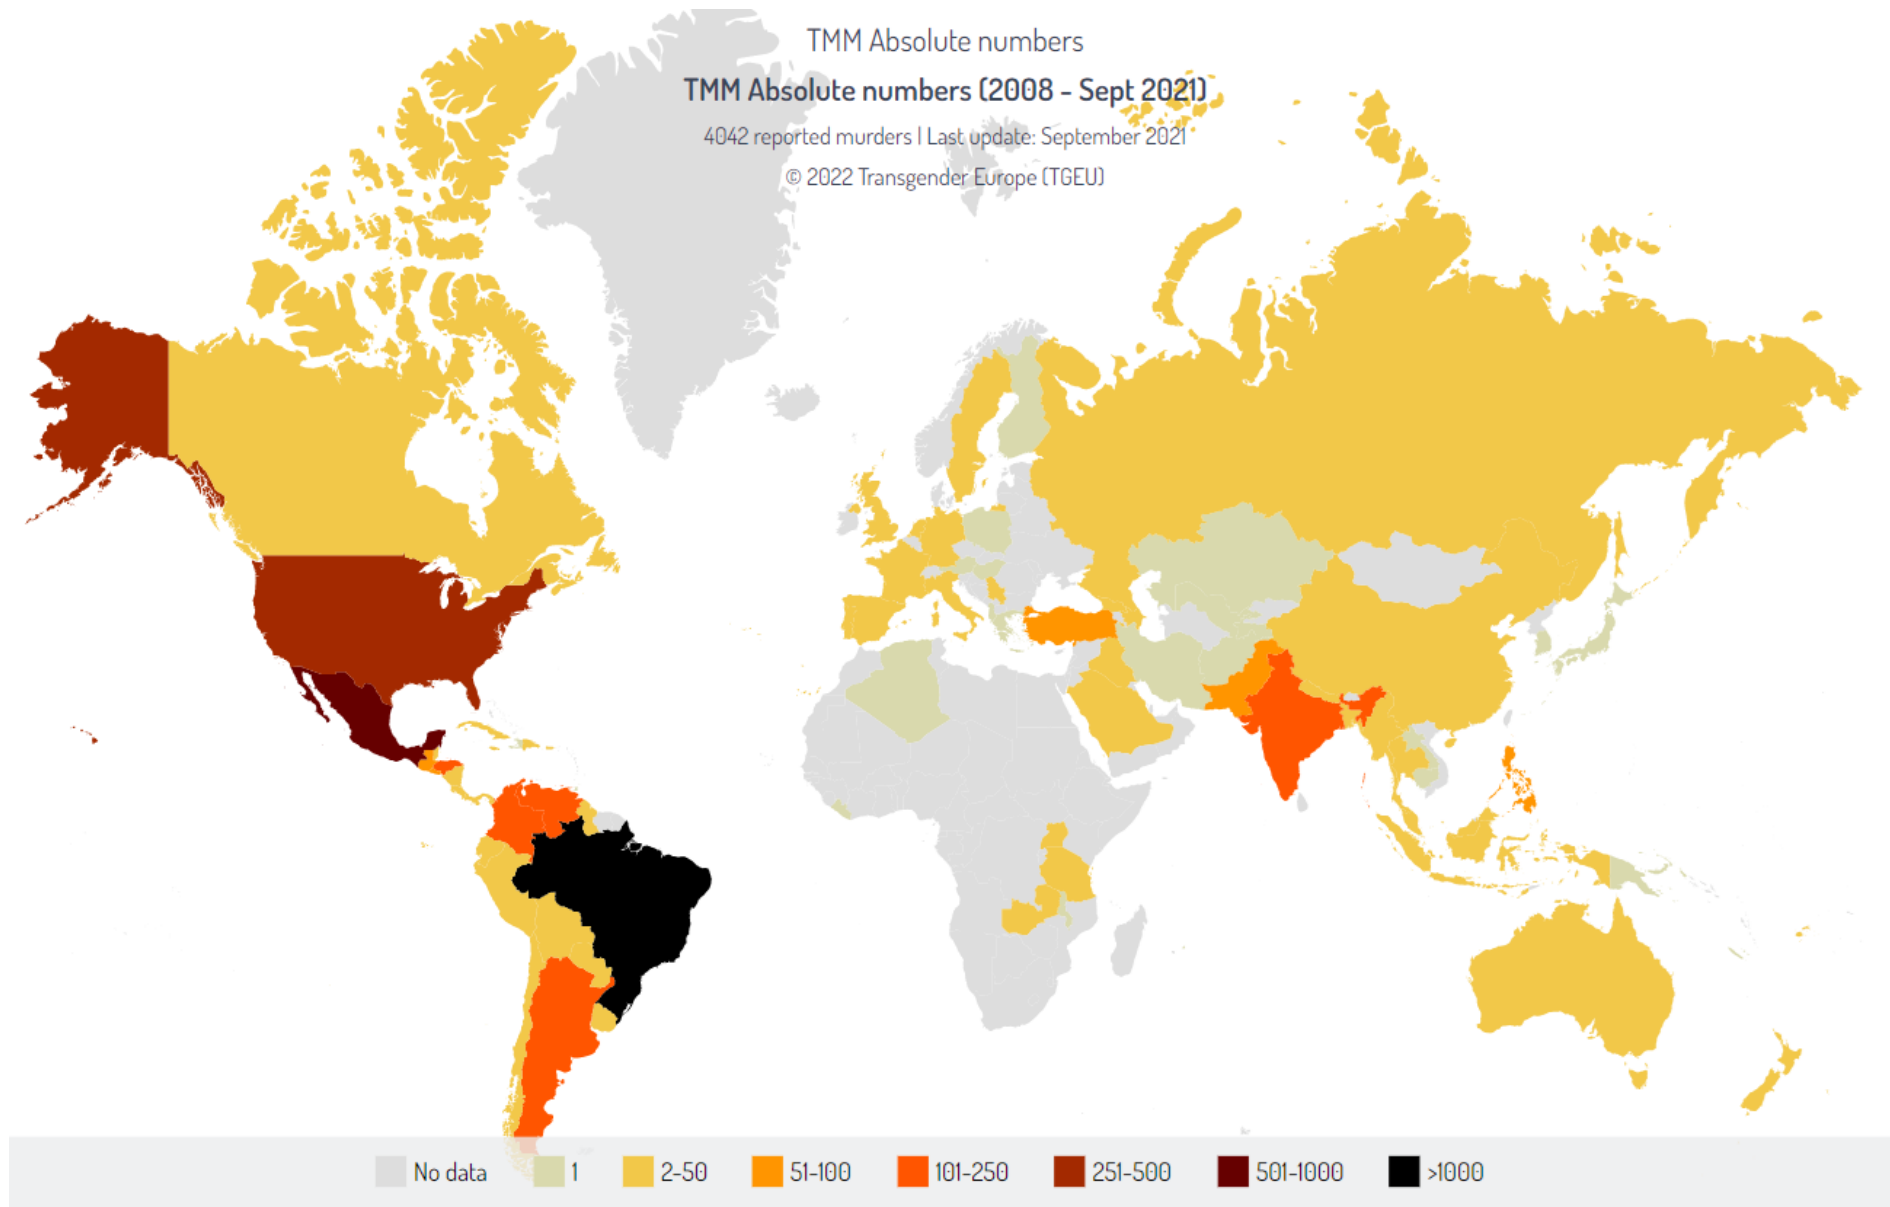 TMM Absolute numbers
TMM Absolute numbers (2008 - Sept 2021)
4042 reported murders | Last update: September 2021
© 2022 Transgender Europe (TGEU)
No data 1 2-50 51-100 101-250 251-500 501-1000 >1000